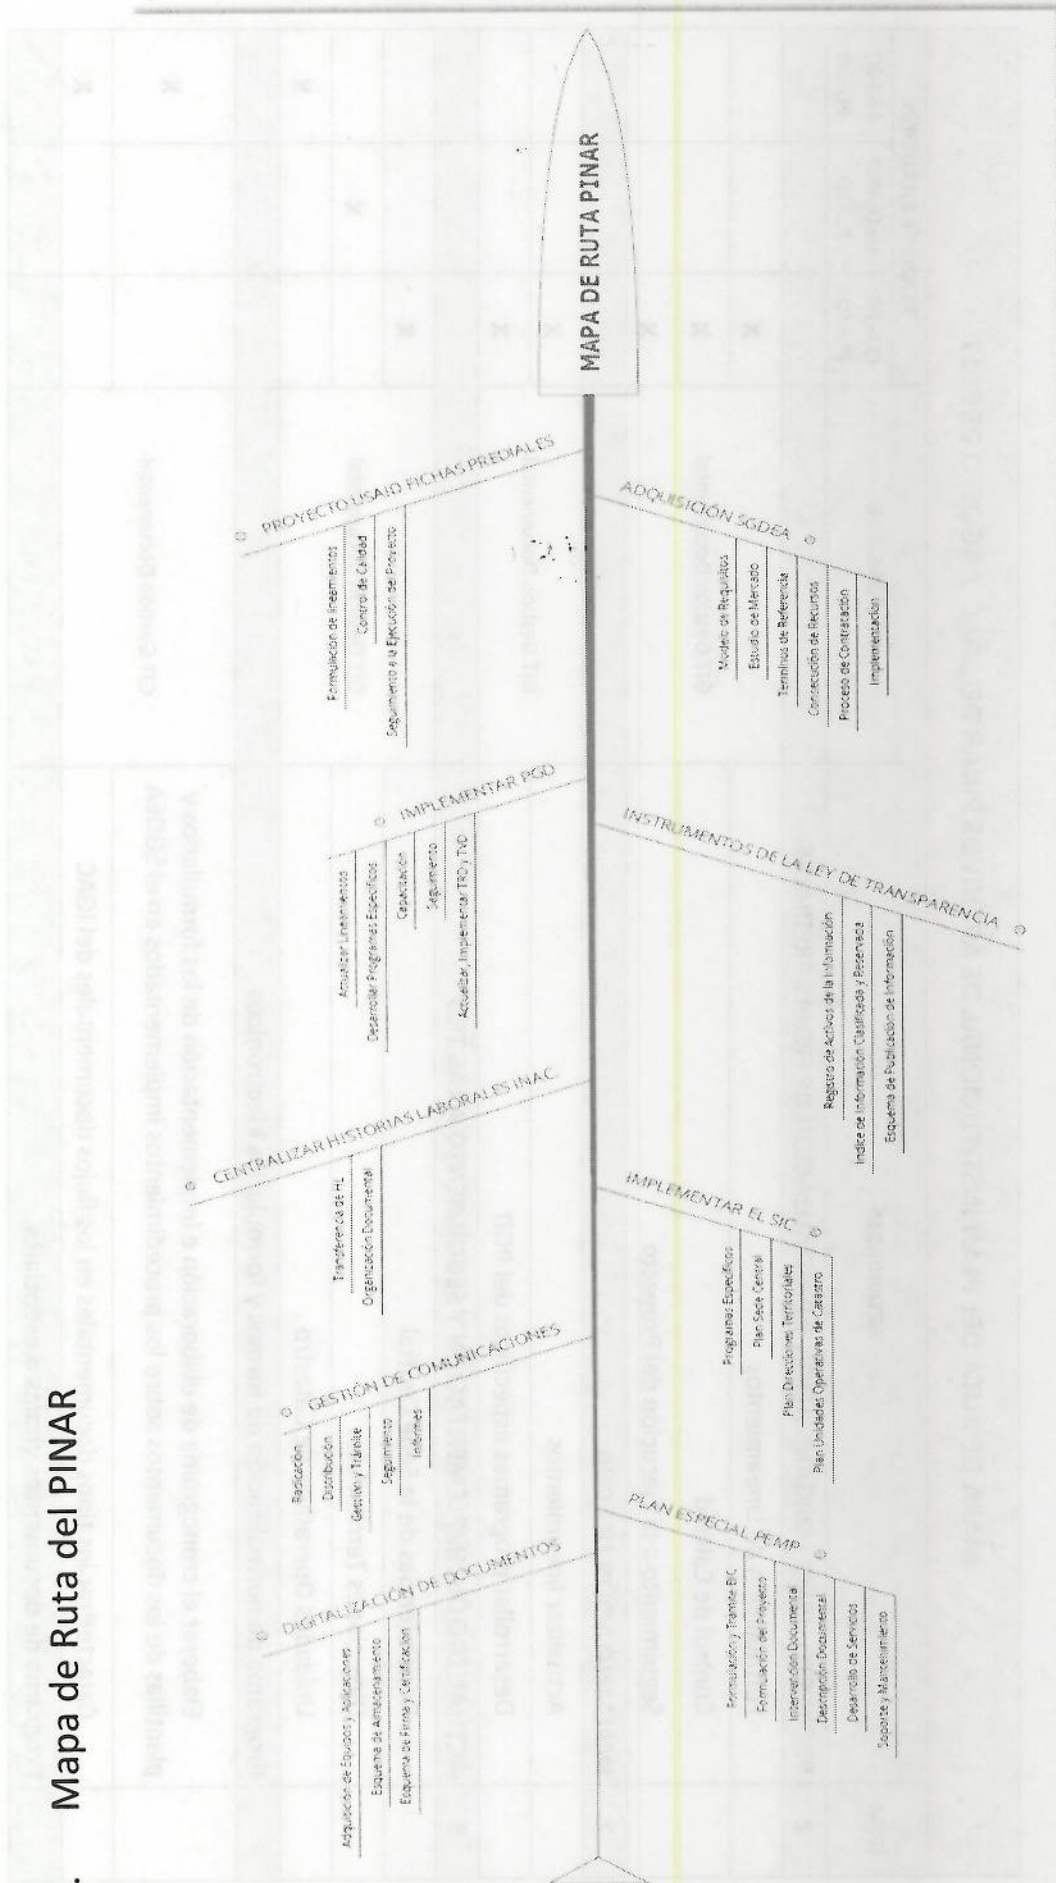 . Mapa de Ruta del PINAR
DIGITALIZACIÓN DE DOCUMENTOS
Adquisición de Equipos y Aplicaciones
Esquema de Almacenamiento
Esquema de Firma y Certificación
GESTIÓN DE COMUNICACIONES
Radicación
Distribución
Gestión y Trámite
Seguimiento
Informes
CENTRALIZAR HISTORIAS LABORALES INAC
Transferencia de HL
Organización Documental
IMPLEMENTAR PGD
Actualizar Lineamientos
Desarrollar Programas Específicos
Capacitación
Seguimiento
Actualizar, Implementar TRD y TVD
PROYECTO USAID FICHAS PREDIALES
Formulación de lineamientos
Control de Calidad
Seguimiento a la Ejecución de Proyecto
MAPA DE RUTA PINAR
PLAN ESPECIAL PEMP
Formulación y Trámite BIC
Formulación del Proyecto
Intervención Documental
Descripción Documental
Desarrollo de Servicios
Soporte y Mantenimiento
IMPLEMENTAR EL SIC
Programas Específicos
Plan Sede Central
Plan Direcciones Territoriales
Plan Unidades Operativas de Catastro
INSTRUMENTOS DE LA LEY DE TRANSPARENCIA
Registro de Activos de la Información
Indice de Información Clasificada y Reservada
Esquema de Publicación de Información
ADQUISICIÓN SGDEA
Modelo de Requisitos
Estudio de Mercado
Terminos de Referencia
Consecución de Recursos
Proceso de Contratación
Implementacion